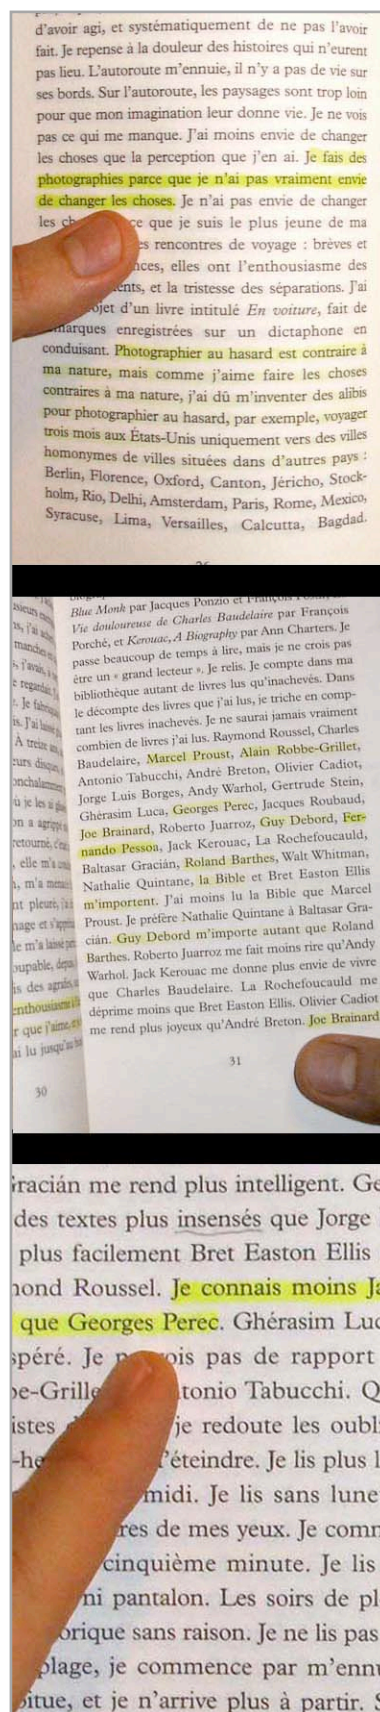 d'avoir agi, et systématiquement de ne pas l'avoir
fait. Je repense à la douleur des histoires qui n'eurent
pas lieu. L'autoroute m'ennuie, il n'y a pas de vie sur
ses bords. Sur l'autoroute, les paysages sont trop loin
pour que mon imagination leur donne vie. Je ne vois
pas ce qui me manque. J'ai moins envie de changer
les choses que la perception que j'en ai. Je fais des
photographies parce que je n'ai pas vraiment envie
de changer les choses. Je n'ai pas envie de changer
les ce que je suis le plus jeune de ma
es rencontres de voyage : brèves et
nces, elles ont l'enthousiasme des
ents, et la tristesse des séparations. J'ai
ojet d'un livre intitulé En voiture, fait de
marques enregistrées sur un dictaphone en
conduisant. Photographier au hasard est contraire à
ma nature, mais comme j'aime faire les choses
contraires à ma nature, j'ai dû m'inventer des alibis
pour photographier au hasard, par exemple, voyager
trois mois aux États-Unis uniquement vers des villes
homonymes de villes situées dans d'autres pays :
Berlin, Florence, Oxford, Canton, Jéricho, Stock-
holm, Rio, Delhi, Amsterdam, Paris, Rome, Mexico,
Syracuse, Lima, Versailles, Calcutta, Bagdad.
Blue Monk par Jacques Ponzio et François
Vie douloureuse de Charles Baudelaire par François
Porché, et Kerouac, A Biography par Ann Charters. Je
passe beaucoup de temps à lire, mais je ne crois pas
être un « grand lecteur ». Je relis. Je compte dans ma
bibliothèque autant de livres lus qu'inachevés. Dans
le décompte des livres que j'ai lus, je triche en comp-
tant les livres inachevés. Je ne saurai jamais vraiment
combien de livres j'ai lus. Raymond Roussel, Charles
Baudelaire, Marcel Proust, Alain Robbe-Grillet,
Antonio Tabucchi, André Breton, Olivier Cadiot,
Jorge Luis Borges, Andy Warhol, Gertrude Stein,
Ghérasim Luca, Georges Perec, Jacques Roubaud,
Joe Brainard, Roberto Juarroz, Guy Debord, Fer-
nando Pessoa, Jack Kerouac, La Rochefoucauld,
Baltasar Gracián, Roland Barthes, Walt Whitman,
Nathalie Quintane, la Bible et Bret Easton Ellis
m'importent. J'ai moins lu la Bible que Marcel
Proust. Je préfère Nathalie Quintane à Baltasar Gra-
cián. Guy Debord m'importe autant que Roland
Barthes. Roberto Juarroz me fait moins rire qu'Andy
Warhol. Jack Kerouac me donne plus envie de vivre
que Charles Baudelaire. La Rochefoucauld me
déprime moins que Bret Easton Ellis. Olivier Cadiot
me rend plus joyeux qu'André Breton. Joe Brainard
31
30
Gracián me rend plus intelligent. Ge
des textes plus insensés que Jorge
plus facilement Bret Easton Ellis
mond Roussel. Je connais moins Ja
que Georges Perec. Ghérasim Luc
spéré. Je ois pas de rapport
be-Grille tonio Tabucchi. Q
istes je redoute les oubl
-he l'éteindre. Je lis plus l
midi. Je lis sans lune
res de mes yeux. Je comm
cinquième minute. Je lis
ni pantalon. Les soirs de pl
orique sans raison. Je ne lis pas
plage, je commence par m'ennu
bitue, et je n'arrive plus à partir. S